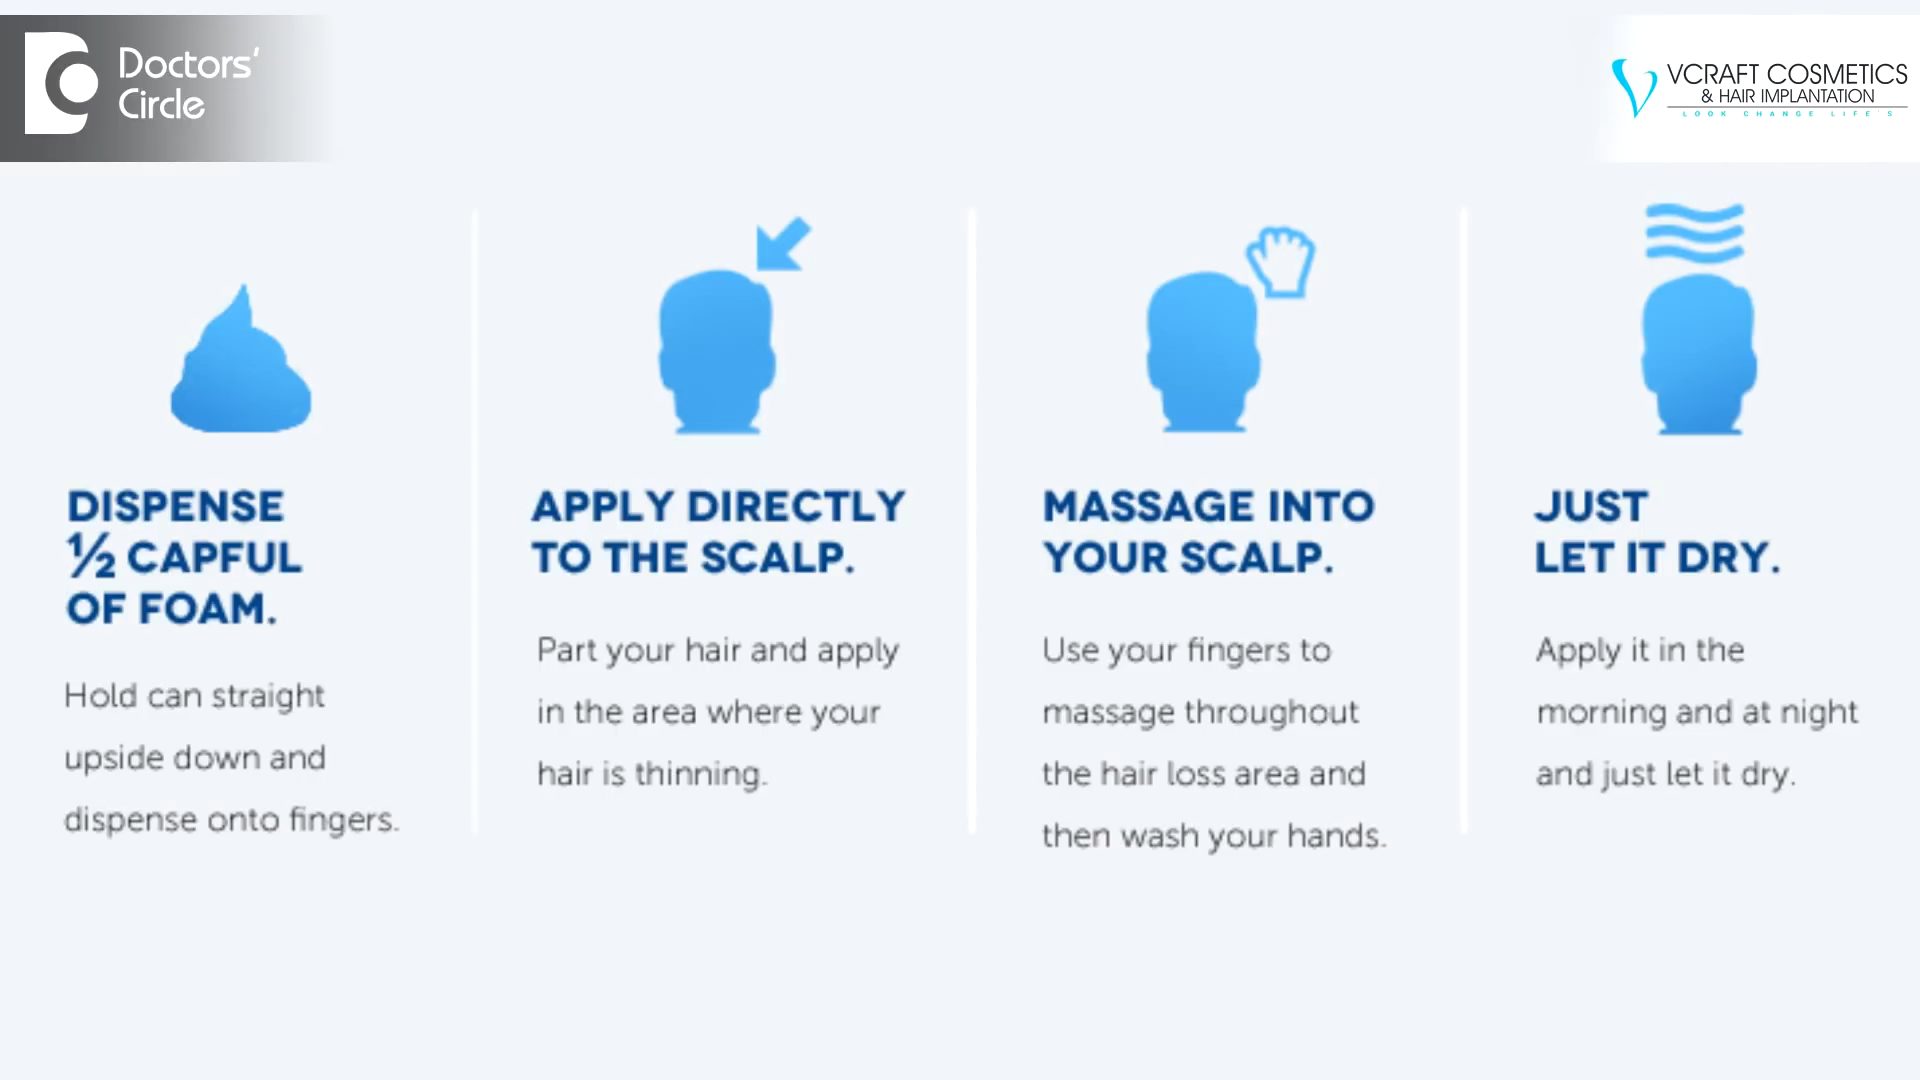 Doctors'
Circle
VCRAFT COSMETICS
& HAIR IMPLANTATION
LOOK CHANGE LIFE'S
DISPENSE
½ CAPFUL
OF FOAM.
Hold can straight
upside down and
dispense onto fingers.
APPLY DIRECTLY
TO THE SCALP.
Part your hair and apply
in the area where your
hair is thinning.
MASSAGE INTO
YOUR SCALP.
Use your fingers to
massage throughout
the hair loss area and
then wash your hands.
JUST
LET IT DRY.
Apply it in the
morning and at night
and just let it dry.